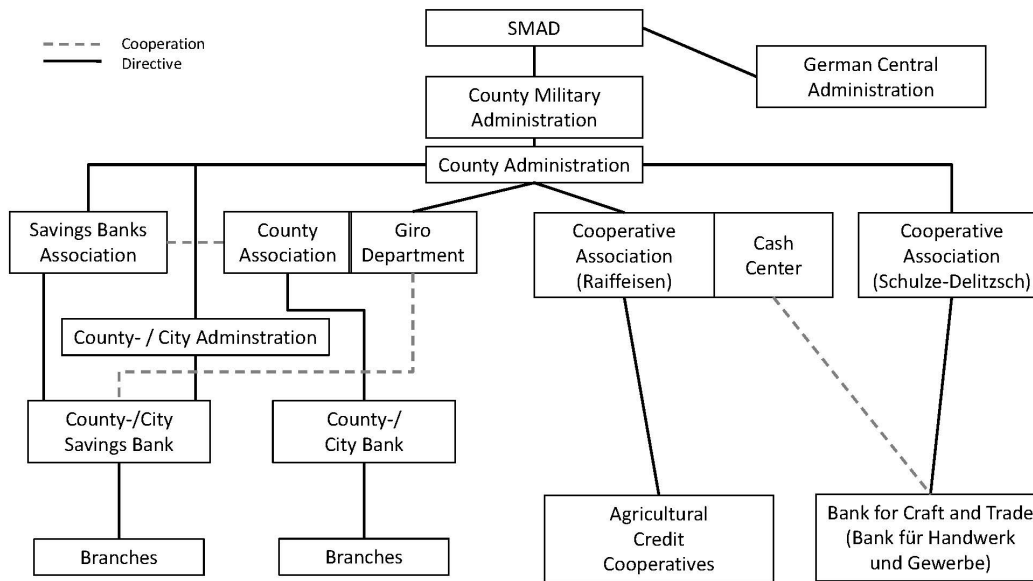 SMAD
Cooperation
Directive
German Central
Administration
County Military
Administration
County Administration
Savings Banks
Association
County
Association
Giro
Department
Cooperative
Association
(Raiffeisen)
Cash
Center
Cooperative
Association
(Schulze-Delitzsch)
County- / City Adminstration
County-/City
Savings Bank
County-/
City Bank
Agricultural
Credit
Cooperatives
Bank for Craft and Trade
(Bank für Handwerk
und Gewerbe)
Branches
Branches